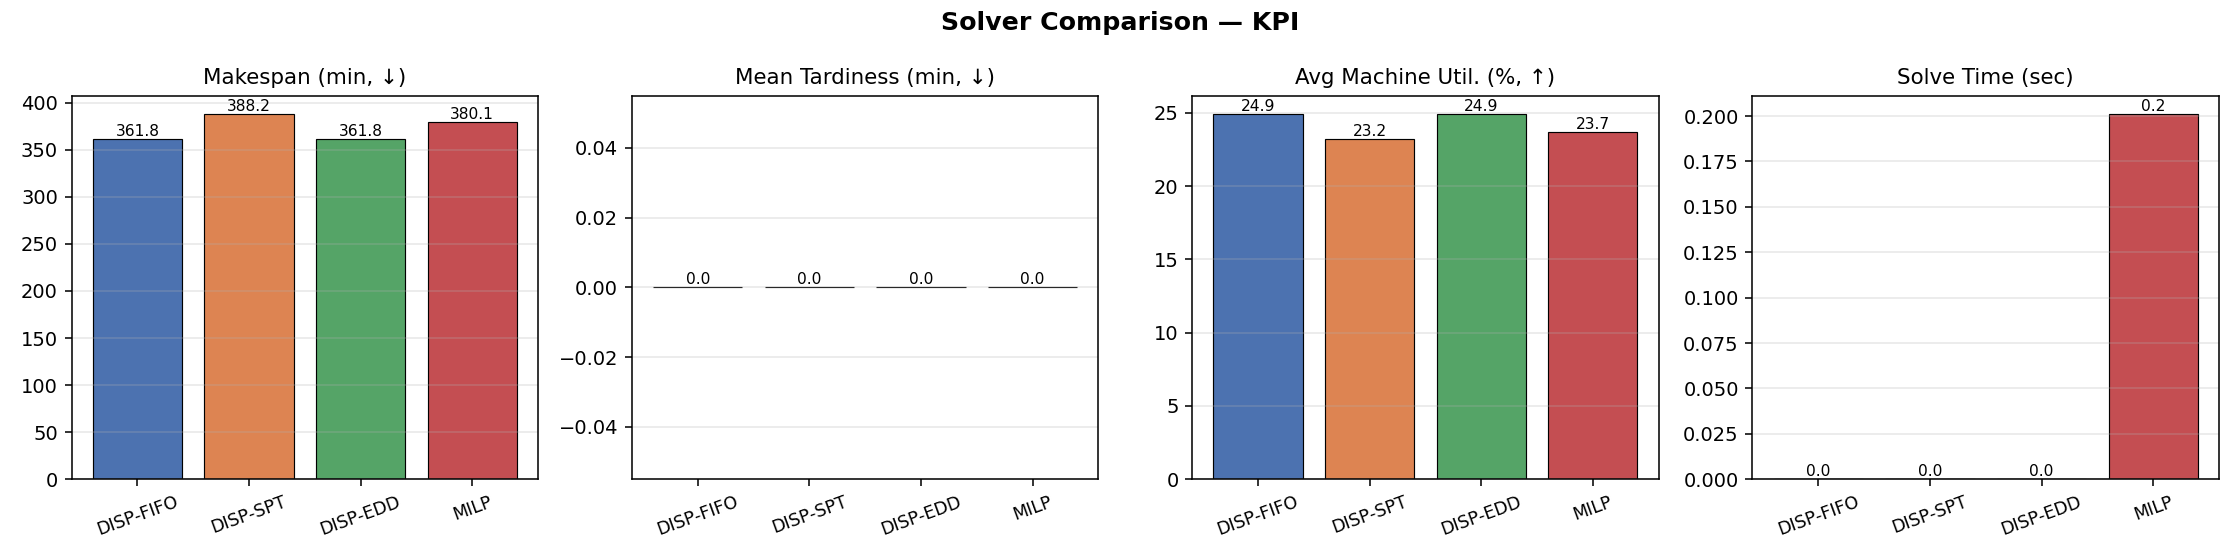 Solver Comparison — KPI
Makespan (min, ↓)
400
350
300
250
200
150
100
50
0
361.8
388.2
361.8
380.1
DISP-FIFO
DISP-SPT
DISP-EDD
MILP
Mean Tardiness (min, ↓)
0.04
0.02
0.00
−0.02
−0.04
0.0
0.0
0.0
0.0
DISP-FIFO
DISP-SPT
DISP-EDD
MILP
Avg Machine Util. (%, ↑)
25
20
15
10
5
0
24.9
23.2
24.9
23.7
DISP-FIFO
DISP-SPT
DISP-EDD
MILP
Solve Time (sec)
0.200
0.175
0.150
0.125
0.100
0.075
0.050
0.025
0.000
0.0
0.0
0.0
0.2
DISP-FIFO
DISP-SPT
DISP-EDD
MILP